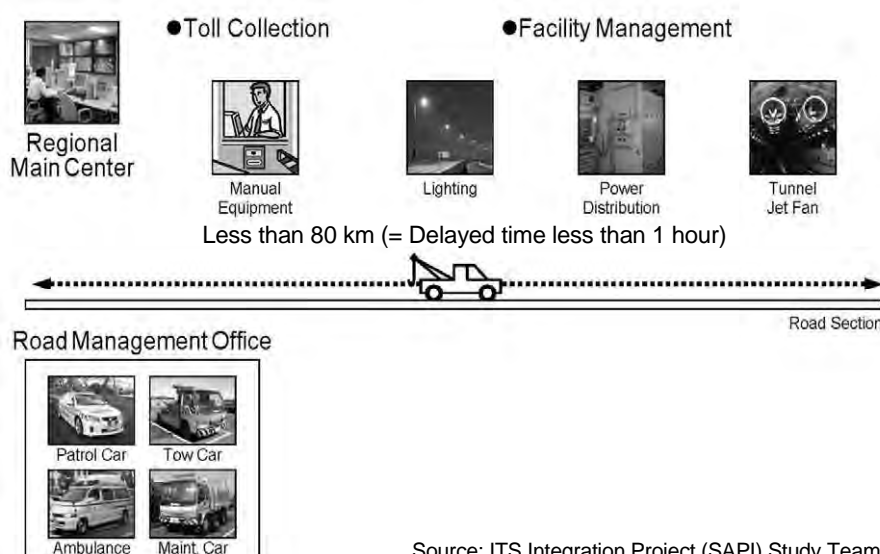 ●Toll Collection
●Facility Management
Regional
Main Center
Manual
Equipment
Lighting
Power
Distribution
Tunnel
Jet Fan
Less than 80 km (= Delayed time less than 1 hour)
Road Section
Road Management Office
Patrol Car
Tow Car
Ambulance
Maint. Car
Source: ITS Integration Project (SAPI) Study Team